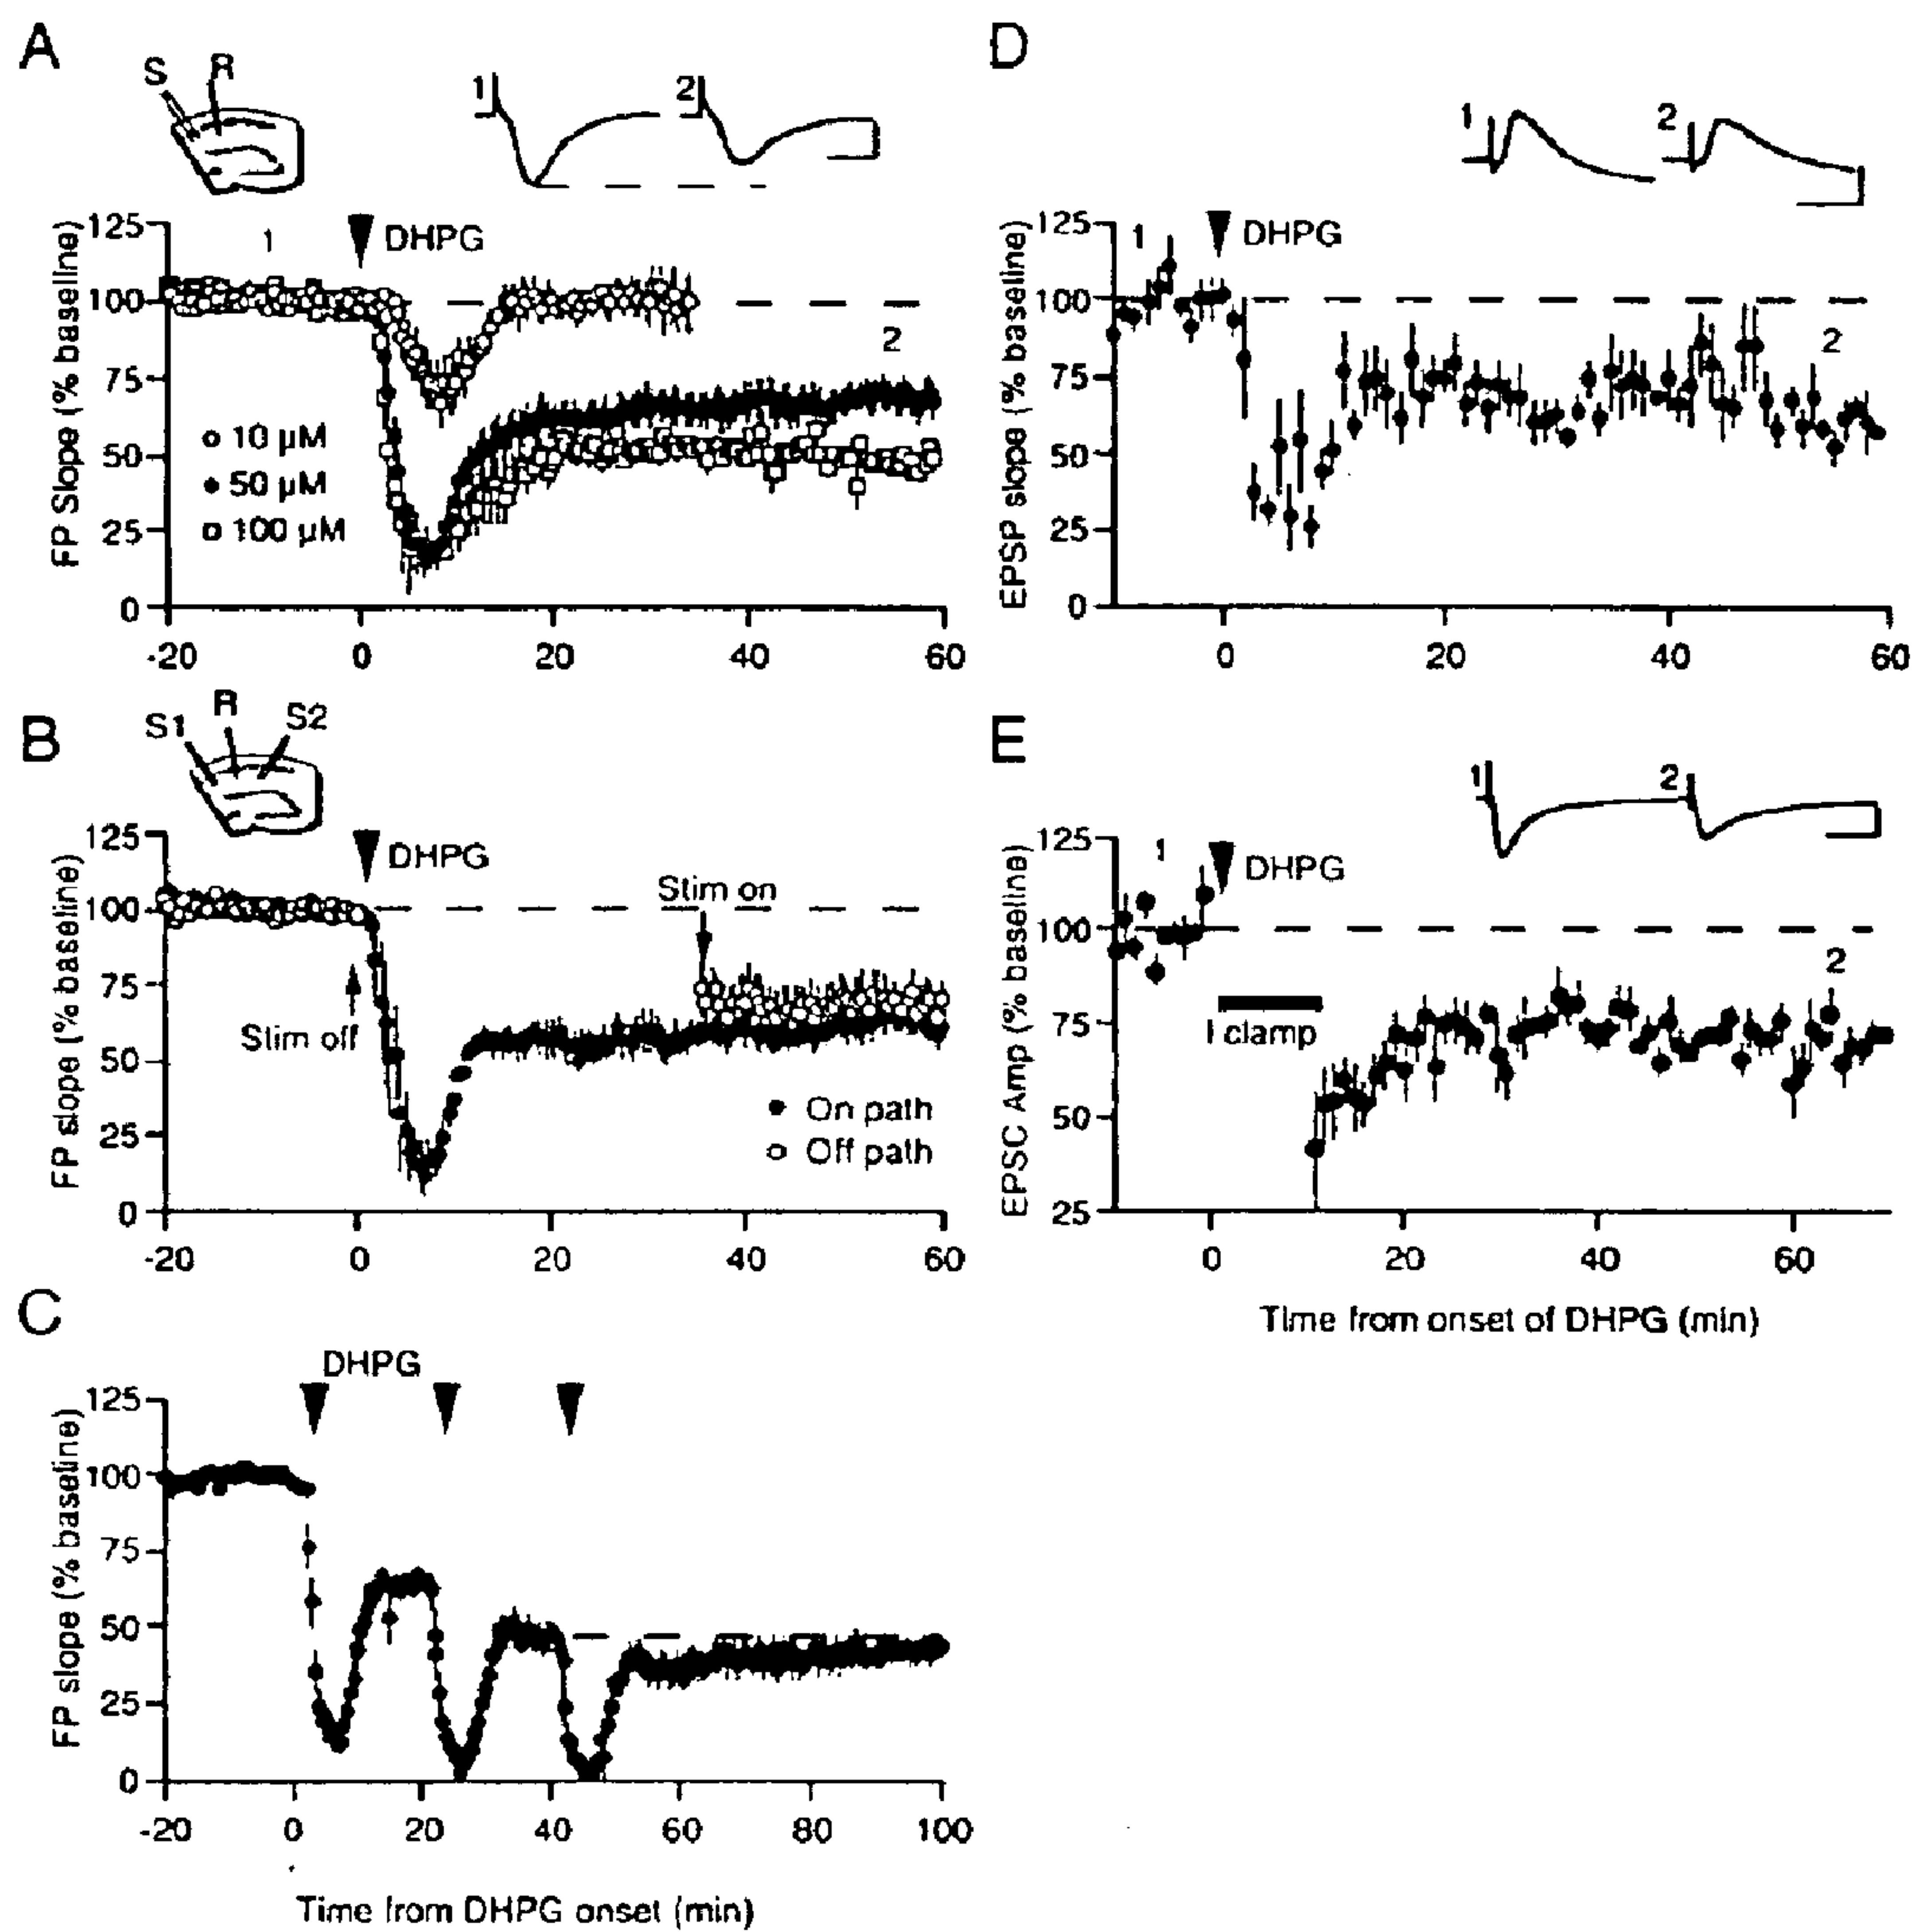 A
S R
1 2
FP Slope (% baseline)
125
100
75
50
25
0
1
DHPG
2
10 µM
50 µM
100 µM
-20 0 20 40 60
B
S1 R S2
FP slope (% baseline)
125
100
75
50
25
0
DHPG
Stim on
Stim off
On path
Off path
-20 0 20 40 60
C
DHPG
FP slope (% baseline)
125
100
75
50
25
0
-20 0 20 40 60 80 100
Time from DHPG onset (min)
D
1 2
EPSP slope (% baseline)
125
100
75
50
25
0
1
DHPG
2
0 20 40 60
E
1 2
EPSC Amp (% baseline)
125
100
75
50
25
1
DHPG
2
I clamp
0 20 40 60
Time from onset of DHPG (min)